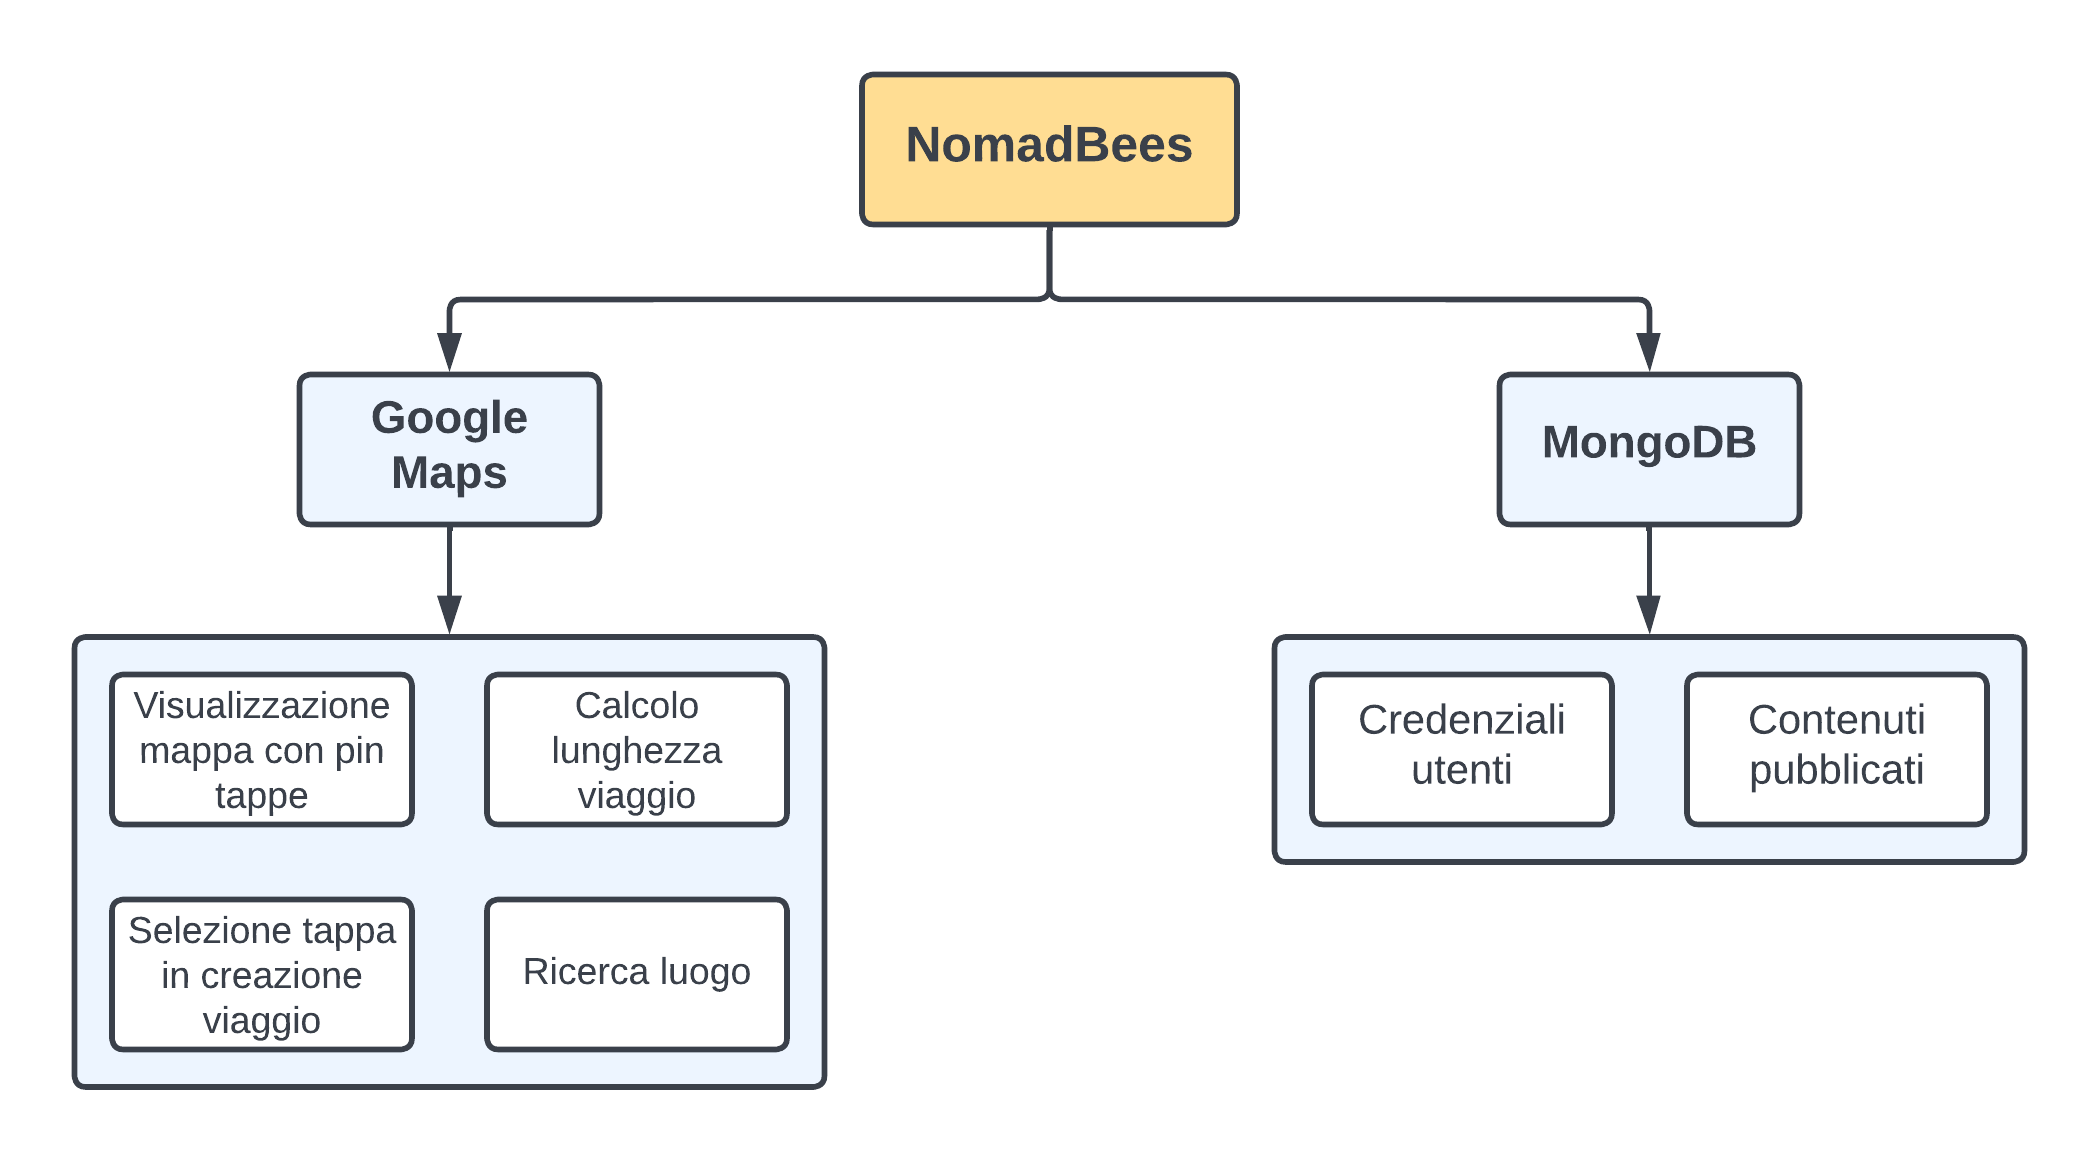 NomadBees
Google
Maps
MongoDB
Visualizzazione
mappa con pin
tappe
Calcolo
lunghezza
viaggio
Selezione tappa
in creazione
viaggio
Ricerca luogo
Credenziali
utenti
Contenuti
pubblicati